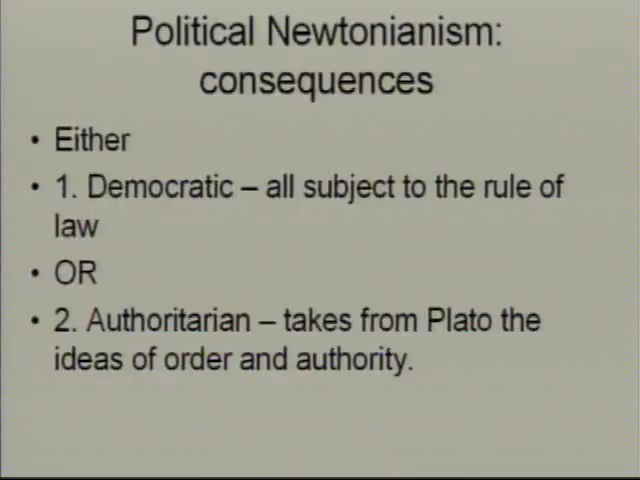 Political Newtonianism:
consequences
• Either
• 1. Democratic – all subject to the rule of
law
• OR
• 2. Authoritarian – takes from Plato the
ideas of order and authority.